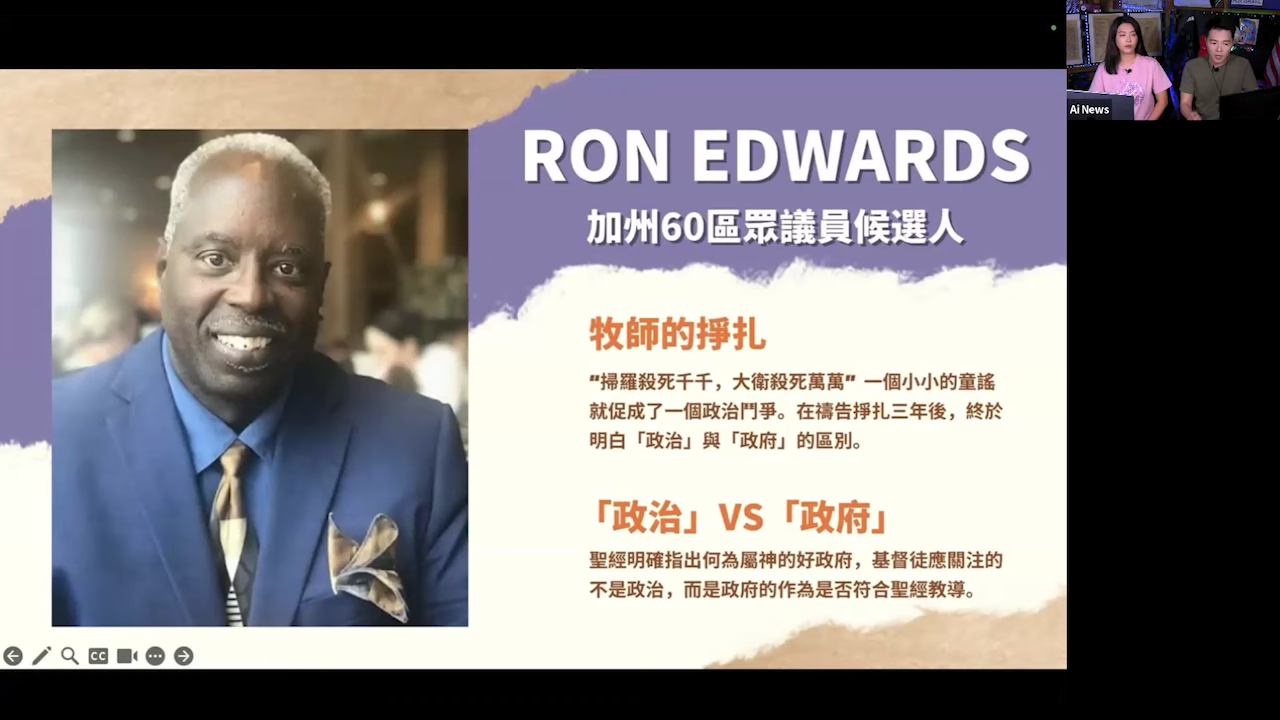 RON EDWARDS
加州60區眾議員候選人
牧師的掙扎
"掃羅殺死千千，大衛殺死萬萬" 一個小小的童謠
就促成了一個政治鬥爭。在禱告掙扎三年後，終於
明白「政治」與「政府」的區別。
「政治」VS「政府」
聖經明確指出何為屬神的好政府，基督徒應關注的
不是政治，而是政府的作為是否符合聖經教導。
Ai News
CC